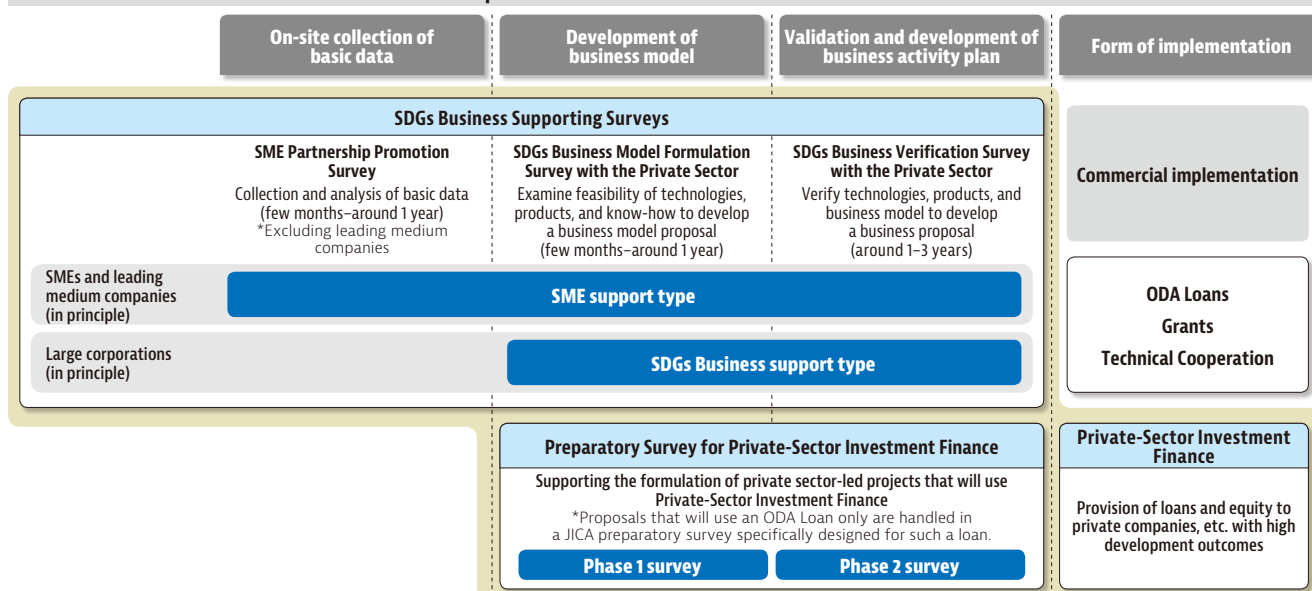 On-site collection of
basic data
Development of
business model
Validation and development of
business activity plan
Form of implementation
SDGs Business Supporting Surveys
SME Partnership Promotion
Survey
Collection and analysis of basic data
(few months–around 1 year)
*Excluding leading medium
companies
SDGs Business Model Formulation
Survey with the Private Sector
Examine feasibility of technologies,
products, and know-how to develop
a business model proposal
(few months–around 1 year)
SDGs Business Verification Survey
with the Private Sector
Verify technologies, products, and
business model to develop
a business proposal
(around 1–3 years)
Commercial implementation
SMEs and leading
medium companies
(in principle)
SME support type
Large corporations
(in principle)
SDGs Business support type
ODA Loans
Grants
Technical Cooperation
Preparatory Survey for Private-Sector Investment Finance
Supporting the formulation of private sector-led projects that will use
Private-Sector Investment Finance
*Proposals that will use an ODA Loan only are handled in
a JICA preparatory survey specifically designed for such a loan.
Phase 1 survey
Phase 2 survey
Private-Sector Investment
Finance
Provision of loans and equity to
private companies, etc. with high
development outcomes